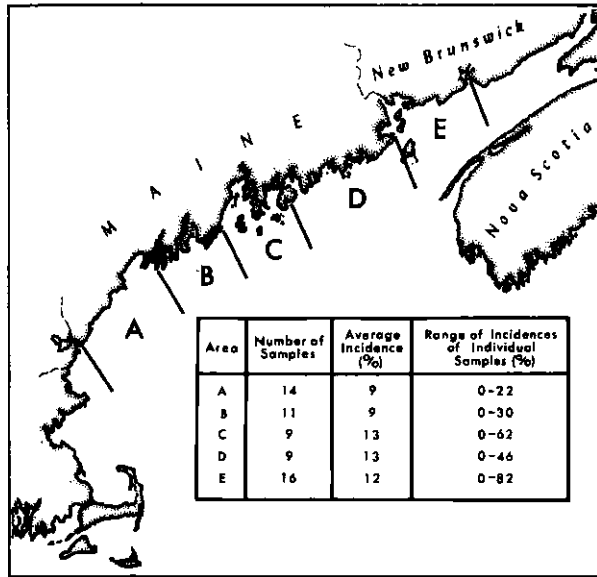 New Brunswick
Nova Scotia
MAINE
E
D
C
B
A
Area Number of Samples Average Incidence (%) Range of Incidences of Individual Samples (%)
A 14 9 0-22
B 11 9 0-30
C 9 13 0-62
D 9 13 0-46
E 16 12 0-82